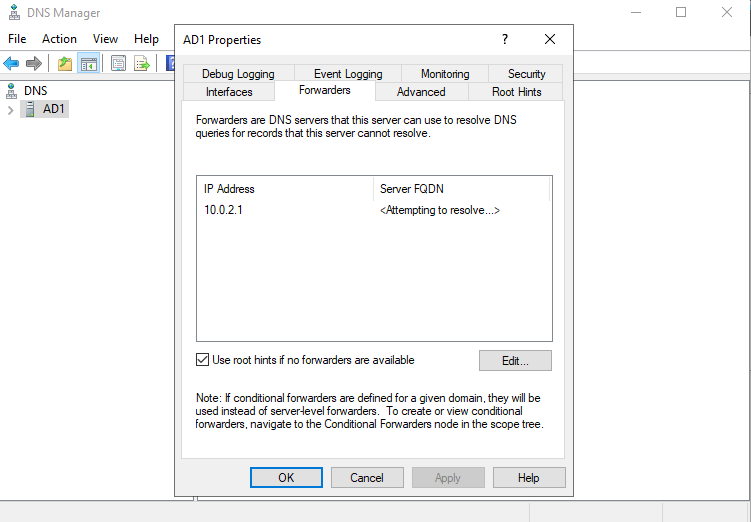 DNS Manager
File Action View Help
DNS
AD1
AD1 Properties
?
Debug Logging Event Logging Monitoring Security
Interfaces Forwarders Advanced Root Hints
Forwarders are DNS servers that this server can use to resolve DNS
queries for records that this server cannot resolve.
IP Address Server FQDN
10.0.2.1 <Attempting to resolve...>
Use root hints if no forwarders are available Edit...
Note: If conditional forwarders are defined for a given domain, they will be
used instead of server-level forwarders. To create or view conditional
forwarders, navigate to the Conditional Forwarders node in the scope tree.
OK Cancel Apply Help